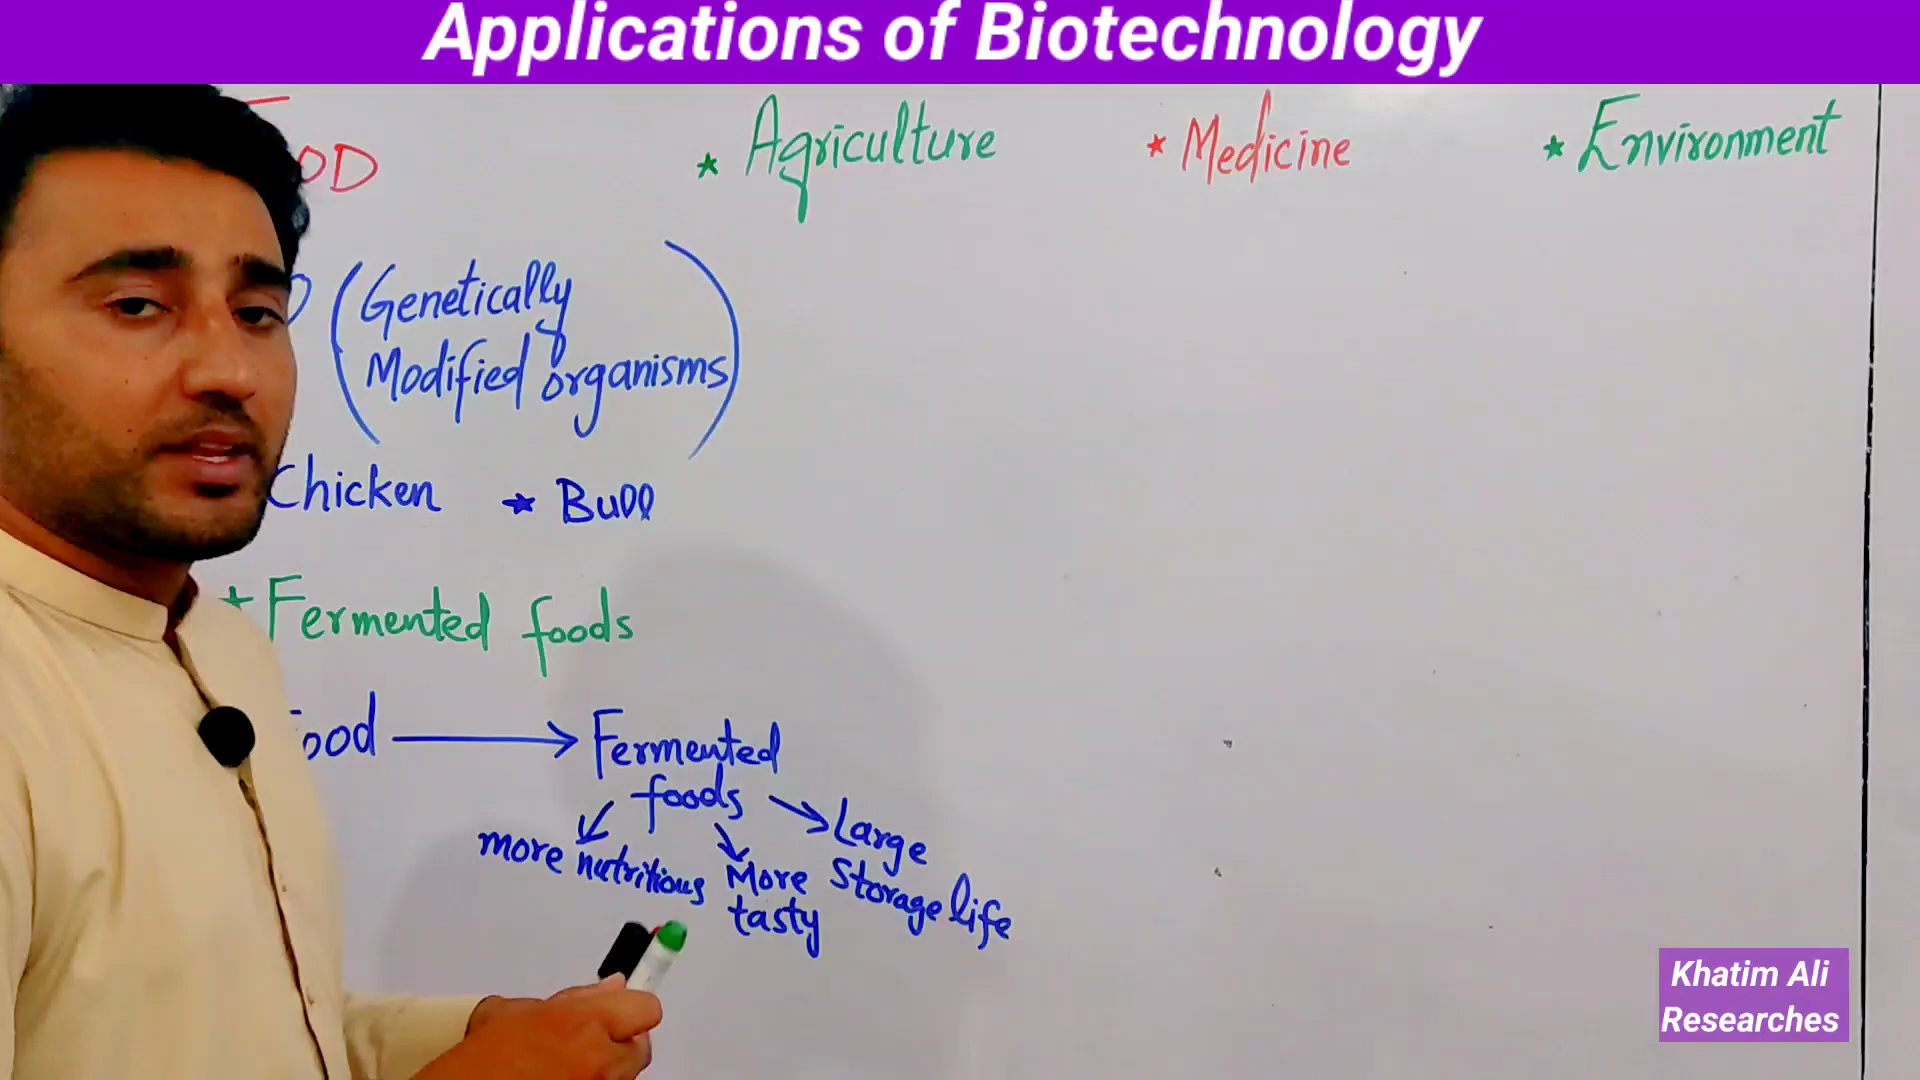 Applications of Biotechnology
OD
★ Agriculture
★ Medicine
★ Environment
(Genetically
Modified organisms)
Chicken ★ Bull
★ Fermented foods
ood → Fermented
foods
more nutritious
More
tasty
Large
Storage life
Khatim Ali
Researches